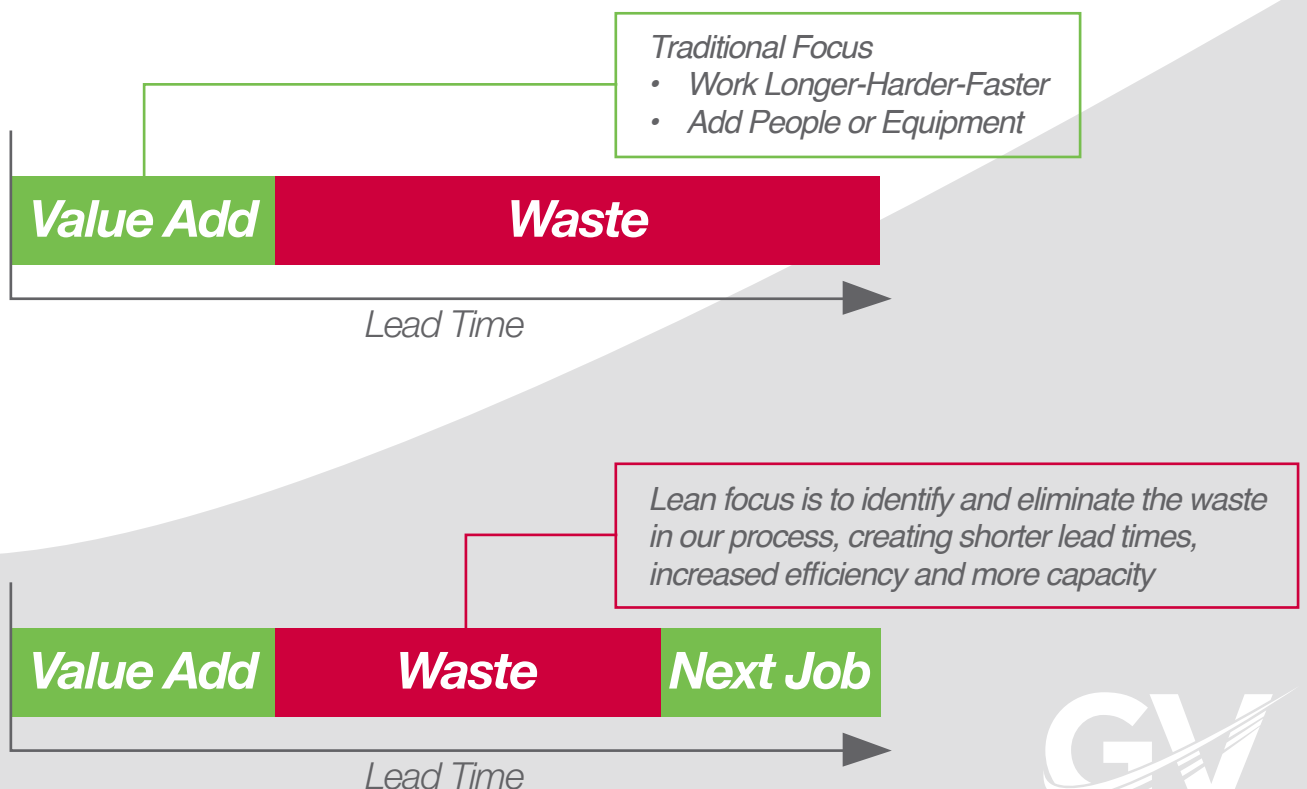 Traditional Focus
• Work Longer-Harder-Faster
• Add People or Equipment
Value Add Waste
Lead Time
Lean focus is to identify and eliminate the waste
in our process, creating shorter lead times,
increased efficiency and more capacity
Value Add Waste Next Job
Lead Time
GV